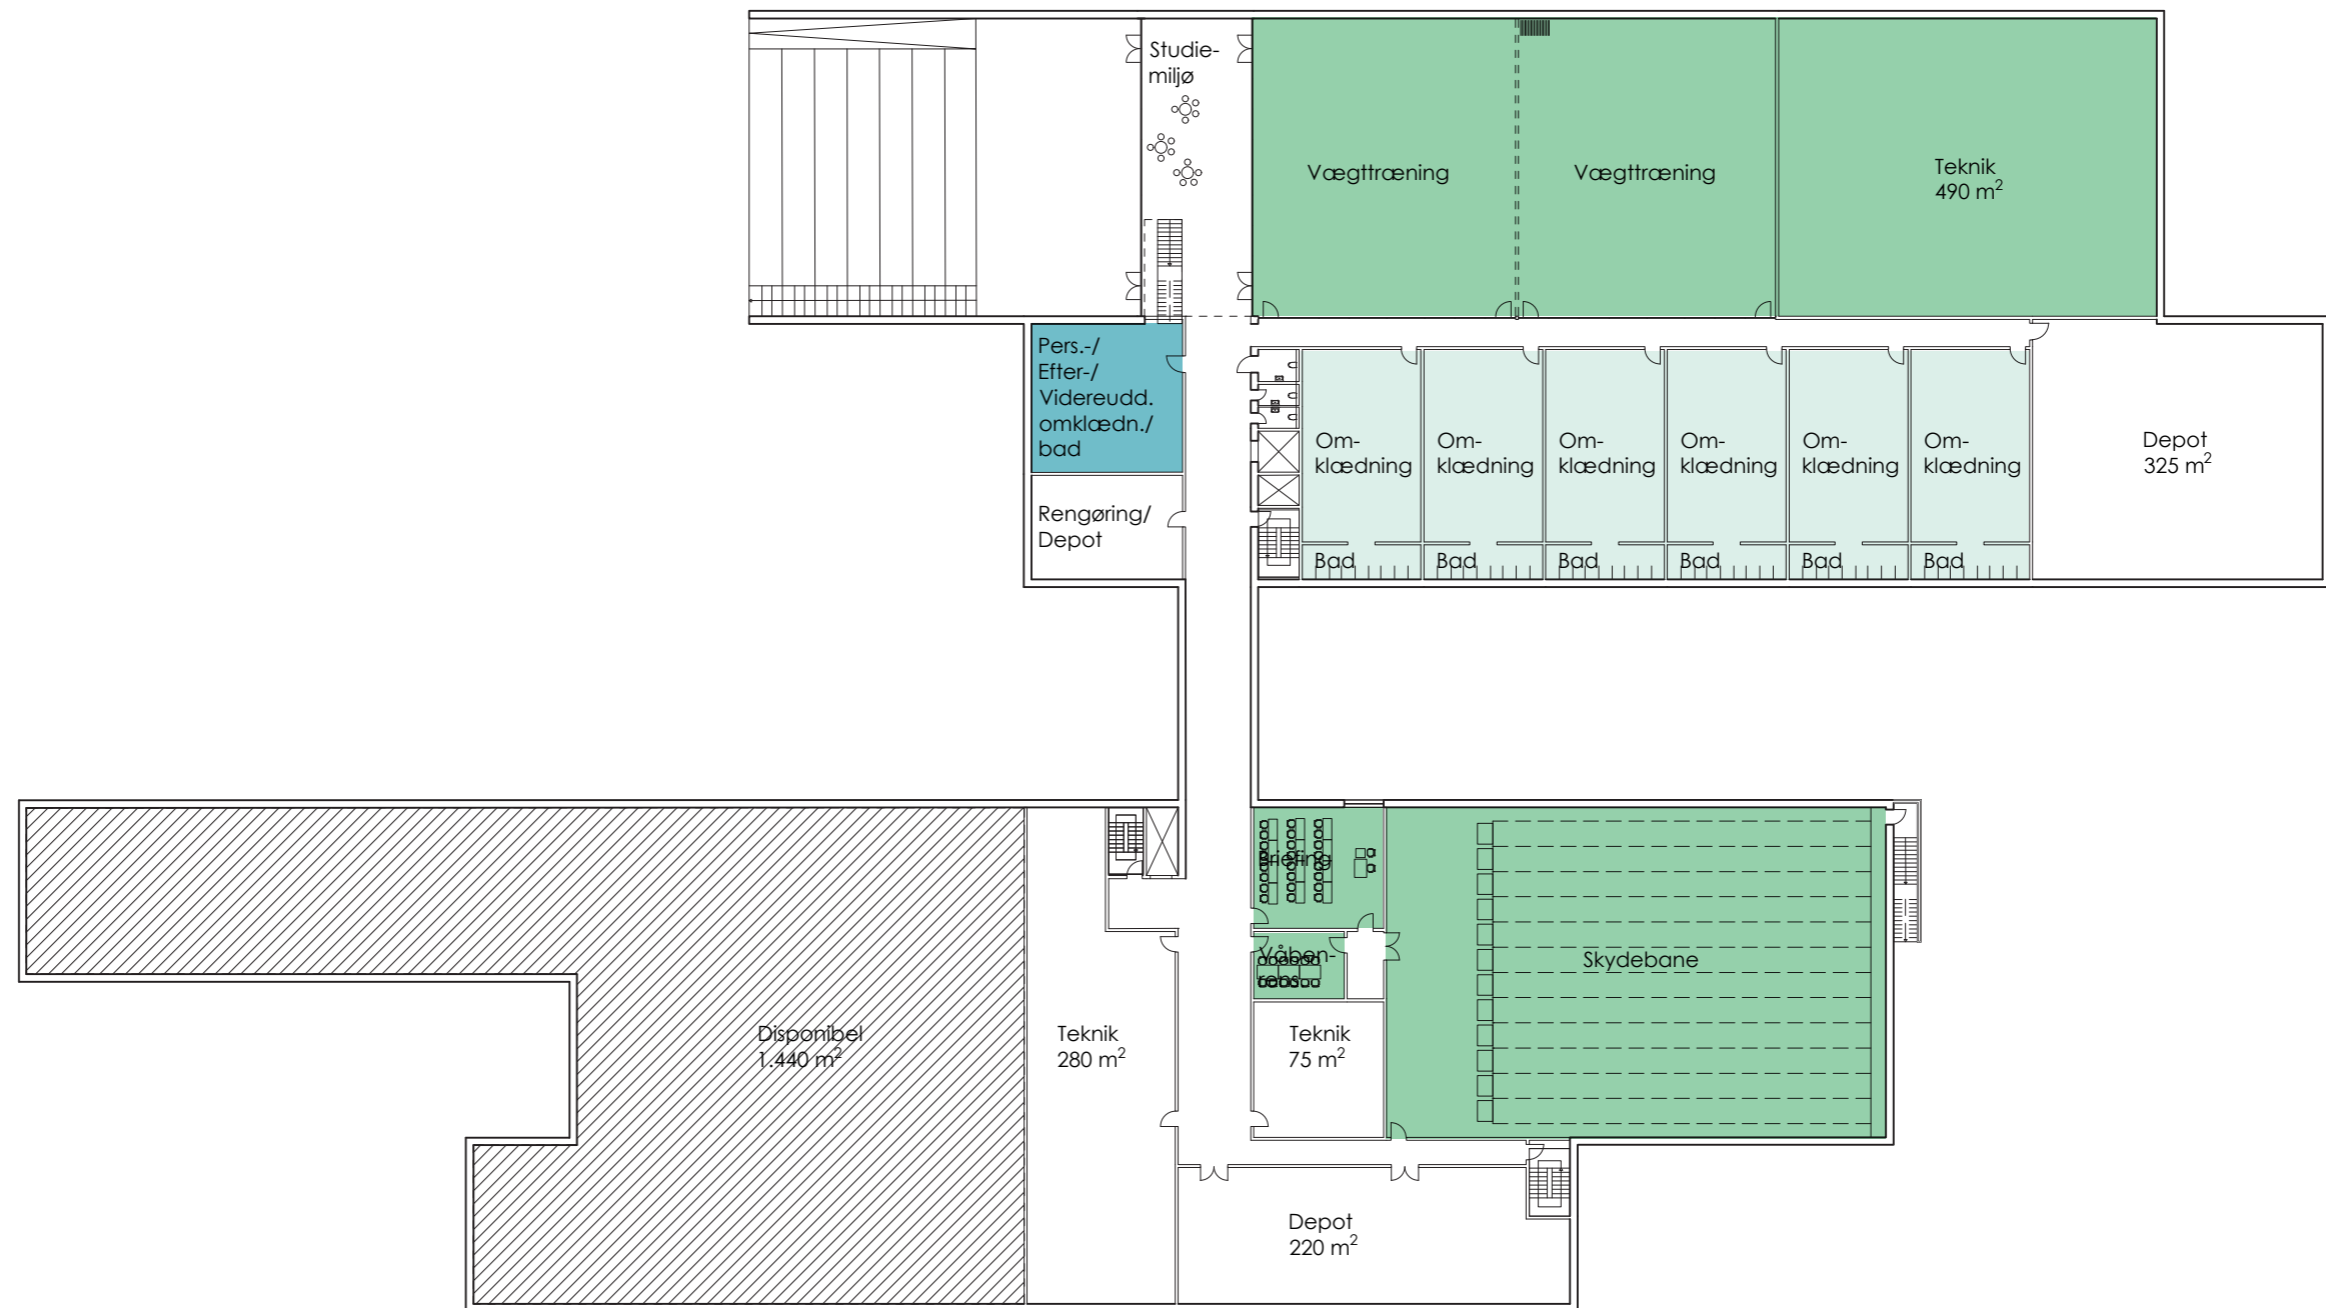 Studie-
miljø
Vægttræning
Vægttræning
Teknik
490 m²
Pers.-/
Efter-/
Videreudd.
omklædn./
bad
Rengøring/
Depot
Om-
klædning
Om-
klædning
Om-
klædning
Om-
klædning
Om-
klædning
Om-
klædning
Bad
Bad
Bad
Bad
Bad
Bad
Depot
325 m²
Briefing
Våben-
rens.
Skydebane
Disponibel
1.440 m²
Teknik
280 m²
Teknik
75 m²
Depot
220 m²